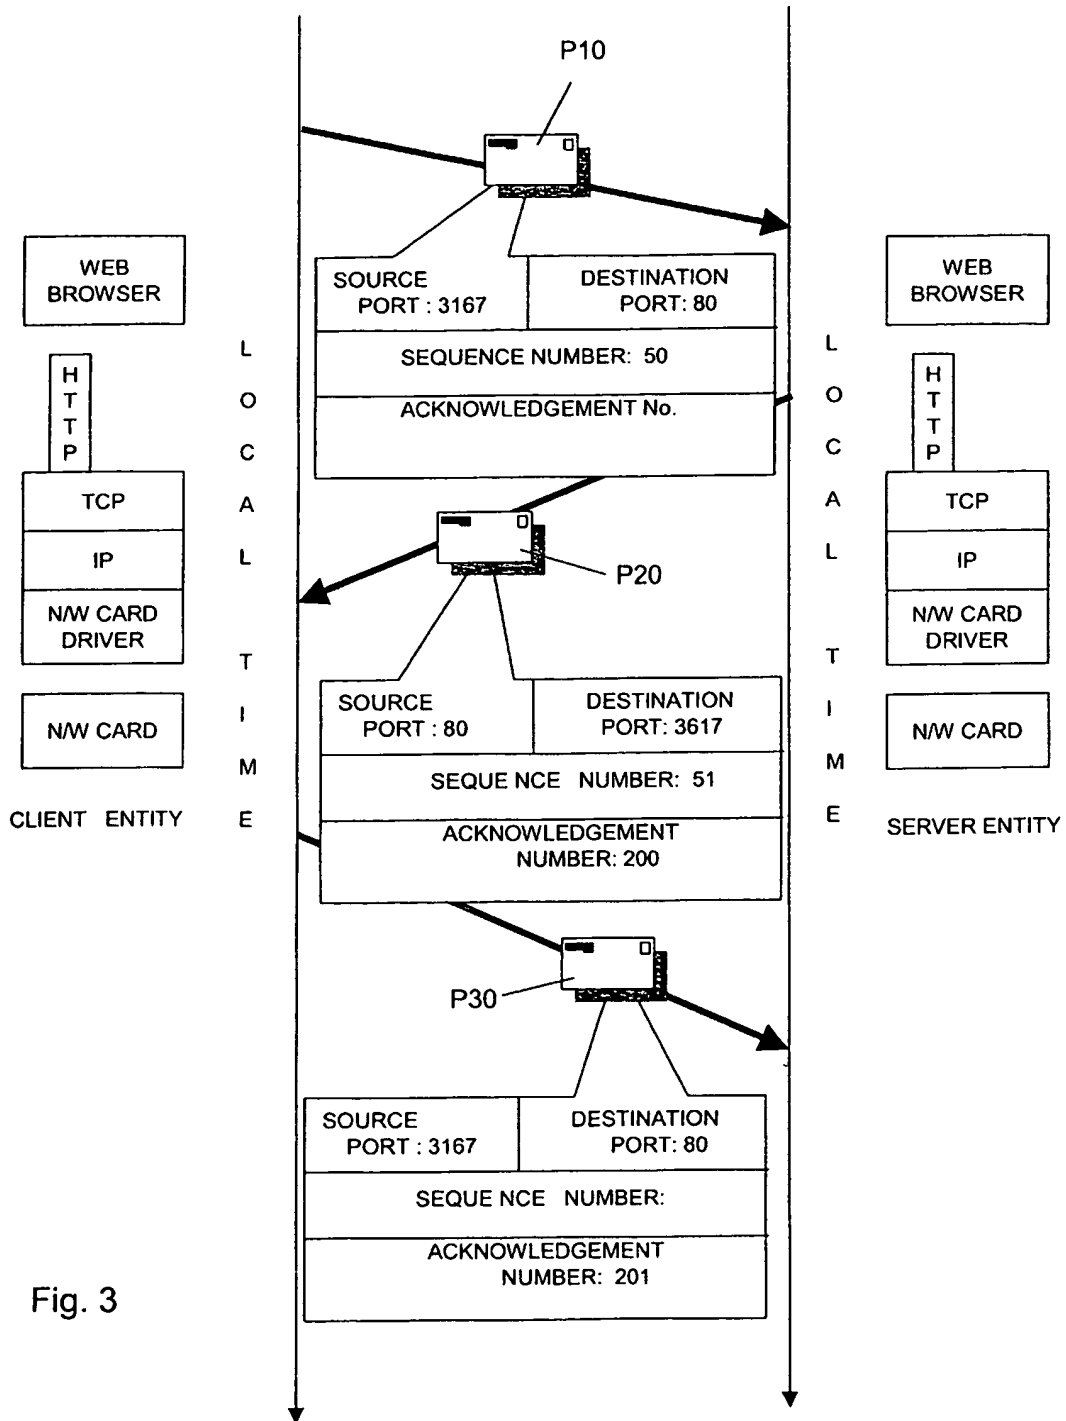 P10
WEB
BROWSER
H
T
T
P
TCP
IP
N/W CARD
DRIVER
N/W CARD
CLIENT ENTITY
L
O
C
A
L
T
I
M
E
SOURCE
PORT : 3167
DESTINATION
PORT: 80
SEQUENCE NUMBER: 50
ACKNOWLEDGEMENT No.
P20
SOURCE
PORT : 80
DESTINATION
PORT: 3617
SEQUE NCE NUMBER: 51
ACKNOWLEDGEMENT
NUMBER: 200
P30
SOURCE
PORT : 3167
DESTINATION
PORT: 80
SEQUE NCE NUMBER:
ACKNOWLEDGEMENT
NUMBER: 201
L
O
C
A
L
T
I
M
E
WEB
BROWSER
H
T
T
P
TCP
IP
N/W CARD
DRIVER
N/W CARD
SERVER ENTITY
Fig. 3